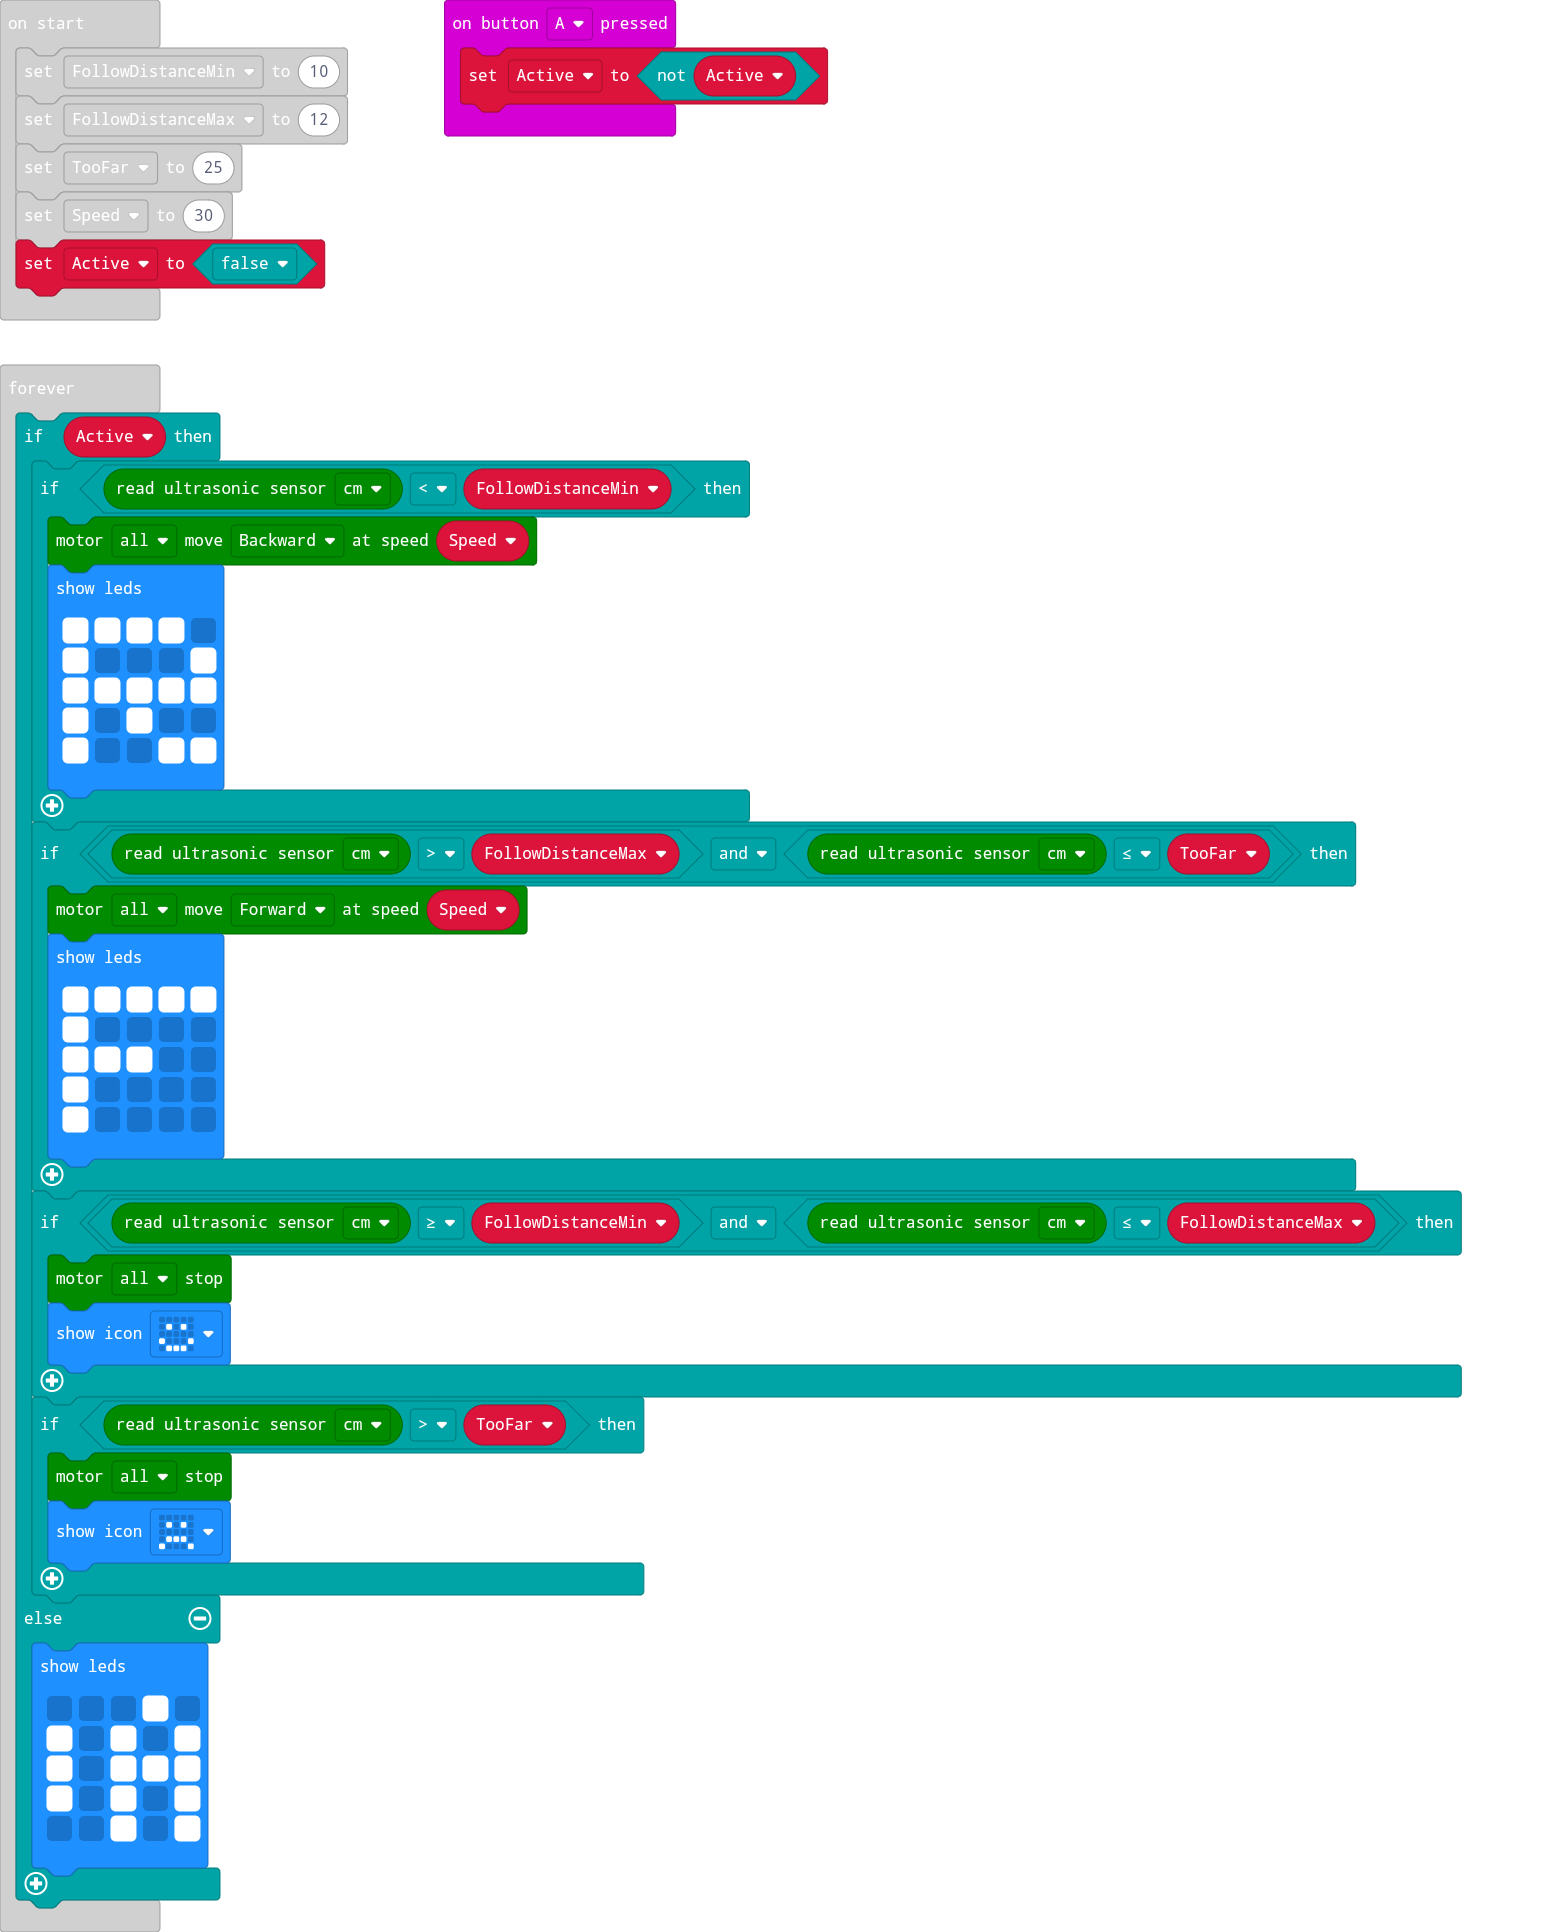 on start
set FollowDistanceMin to 10
set FollowDistanceMax to 12
set TooFar to 25
set Speed to 30
set Active to false
on button A pressed
set Active to not Active
forever
if Active then
if read ultrasonic sensor cm < FollowDistanceMin then
motor all move Backward at speed Speed
show leds
if read ultrasonic sensor cm > FollowDistanceMax and read ultrasonic sensor cm ≤ TooFar then
motor all move Forward at speed Speed
show leds
if read ultrasonic sensor cm ≥ FollowDistanceMin and read ultrasonic sensor cm ≤ FollowDistanceMax then
motor all stop
show icon
if read ultrasonic sensor cm > TooFar then
motor all stop
show icon
else
show leds